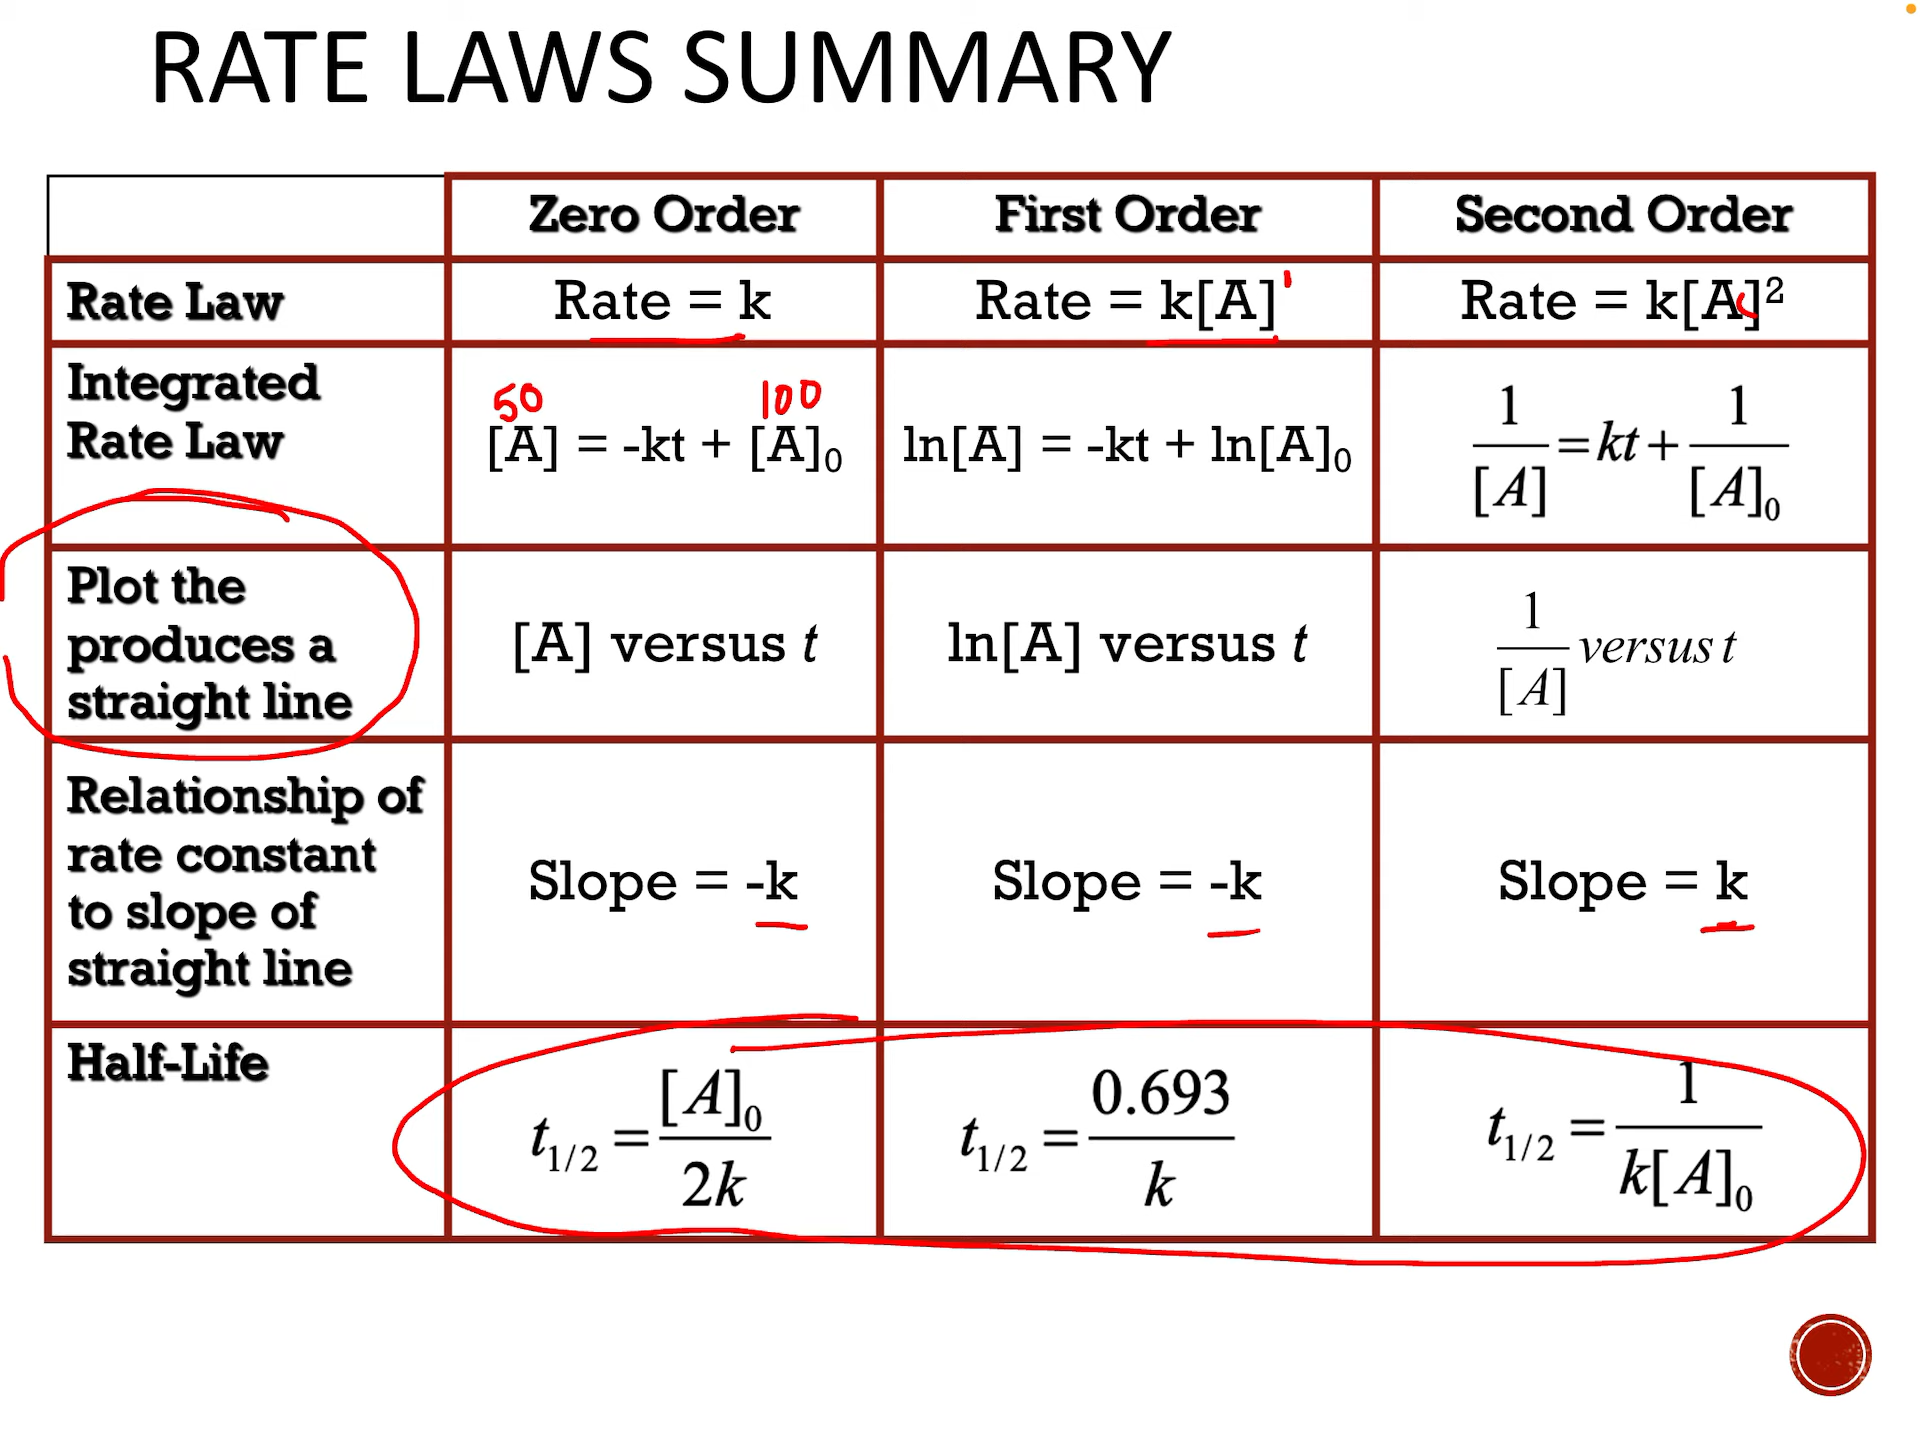 RATE LAWS SUMMARY
Zero Order First Order Second Order
Rate Law Rate = k Rate = k[A]' Rate = k[A]²
Integrated
Rate Law
50 100
[A] = -kt + [A]₀ ln[A] = -kt + ln[A]₀ 1/[A] = kt + 1/[A]₀
Plot the
produces a
straight line
[A] versus t ln[A] versus t 1/[A] versus t
Relationship of
rate constant
to slope of
straight line
Slope = -k Slope = -k Slope = k
Half-Life
t₁/₂ = [A]₀/2k t₁/₂ = 0.693/k t₁/₂ = 1/k[A]₀